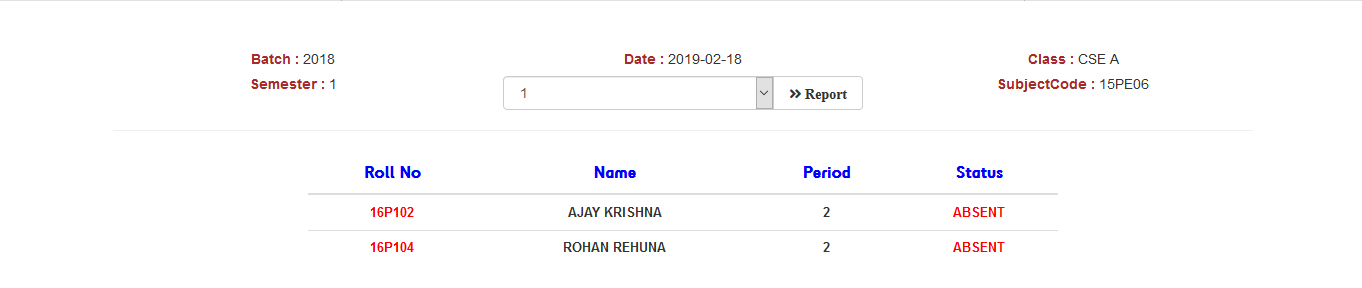 Batch : 2018 Date : 2019-02-18 Class : CSE A
Semester : 1 1 » Report SubjectCode : 15PE06
Roll No Name Period Status
16P102 AJAY KRISHNA 2 ABSENT
16P104 ROHAN REHUNA 2 ABSENT